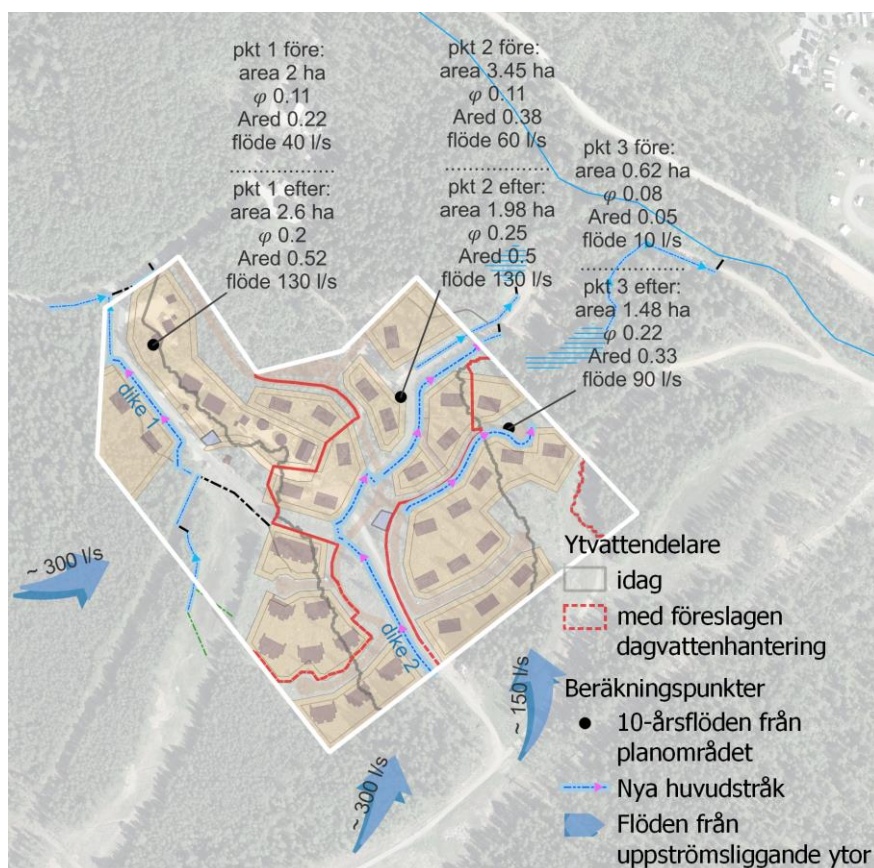 pkt 1 före:
area 2 ha
φ 0.11
Ared 0.22
flöde 40 l/s
pkt 1 efter:
area 2.6 ha
φ 0.2
Ared 0.52
flöde 130 l/s
pkt 2 före:
area 3.45 ha
φ 0.11
Ared 0.38
flöde 60 l/s
pkt 2 efter:
area 1.98 ha
φ 0.25
Ared 0.5
flöde 130 l/s
pkt 3 före:
area 0.62 ha
φ 0.08
Ared 0.05
flöde 10 l/s
pkt 3 efter:
area 1.48 ha
φ 0.22
Ared 0.33
flöde 90 l/s
dike 1
dike 2
~ 300 l/s
~ 300 l/s
~ 150 l/s
Ytvattendelare
idag
med föreslagen
dagvattenhantering
Beräkningspunkter
10-årsflöden från
planområdet
Nya huvudstråk
Flöden från
uppströmsliggande ytor